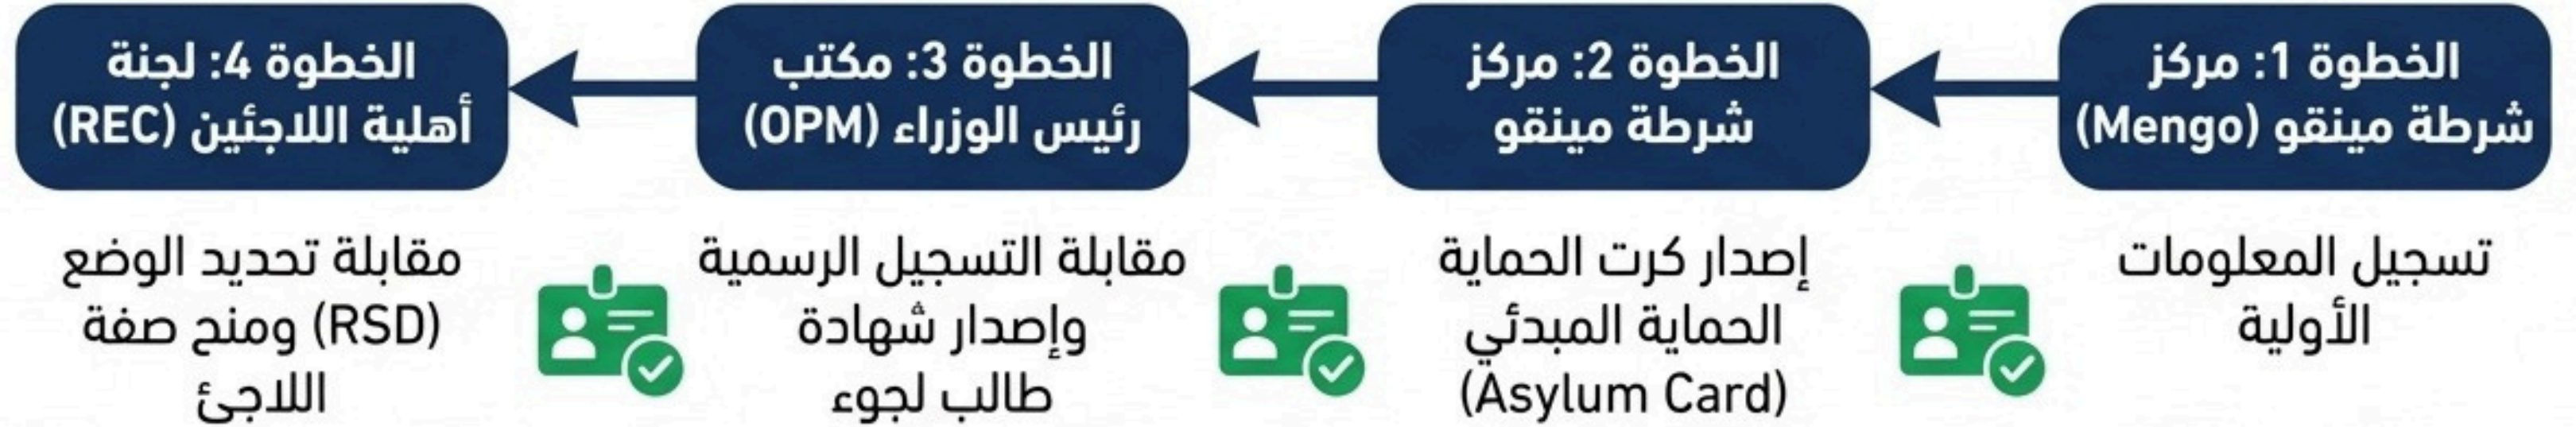 الخطوة 1: مركز
شرطة مينقو (Mengo)
تسجيل المعلومات
الأولية
الخطوة 2: مركز
شرطة مينقو
إصدار كرت الحماية
الحماية المبدئي
(Asylum Card)
الخطوة 3: مكتب
رئيس الوزراء (OPM)
مقابلة التسجيل الرسمية
وإصدار شهادة
طالب لجوء
الخطوة 4: لجنة
أهلية اللاجئين (REC)
مقابلة تحديد الوضع
(RSD) ومنح صفة
اللاجئ